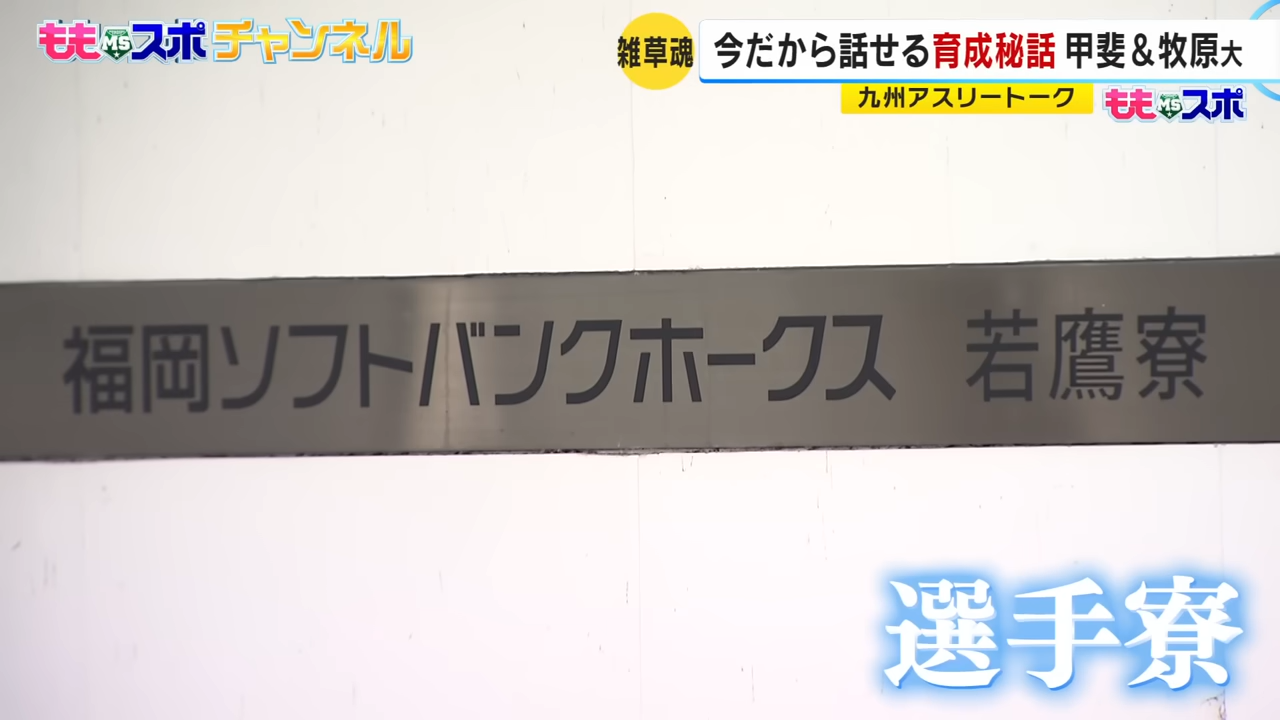 ももMSスポチャンネル
雑草魂
今だから話せる育成秘話 甲斐&牧原大
九州アスリートーク
ももMSスポ
福岡ソフトバンクホークス 若鷹寮
選手寮